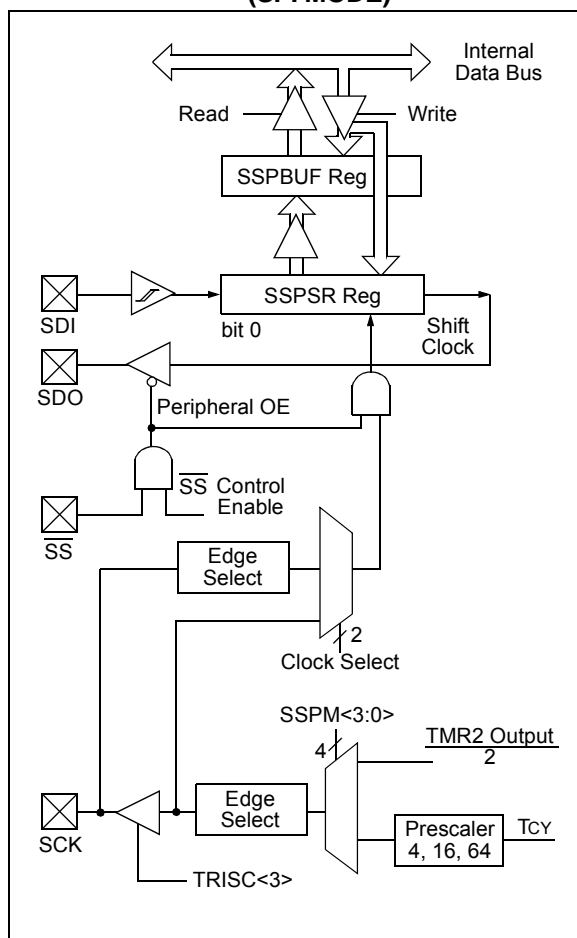 (SPI MODE)
Internal
Data Bus
Read
Write
SSPBUF Reg
SSPSR Reg
SDI
bit 0
Shift
Clock
SDO
Peripheral OE
SS Control
Enable
SS
Edge
Select
2
Clock Select
SSPM<3:0>
4
TMR2 Output
2
Edge
Select
Prescaler
4, 16, 64
TCY
SCK
TRISC<3>